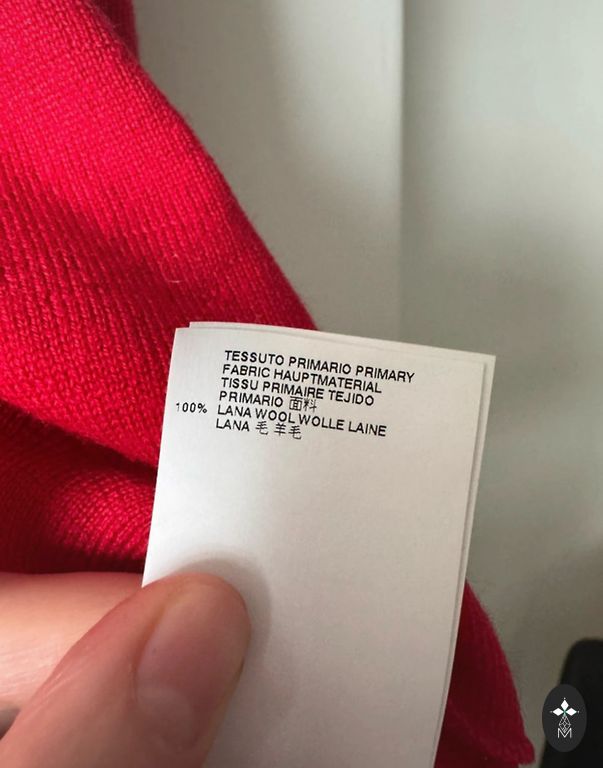 TESSUTO PRIMARIO PRIMARY
FABRIC HAUPTMATERIAL
TISSU PRIMAIRE TEJIDO
PRIMARIO 面料
100% LANA WOOL WOLLE LAINE
LANA 毛 羊毛
M